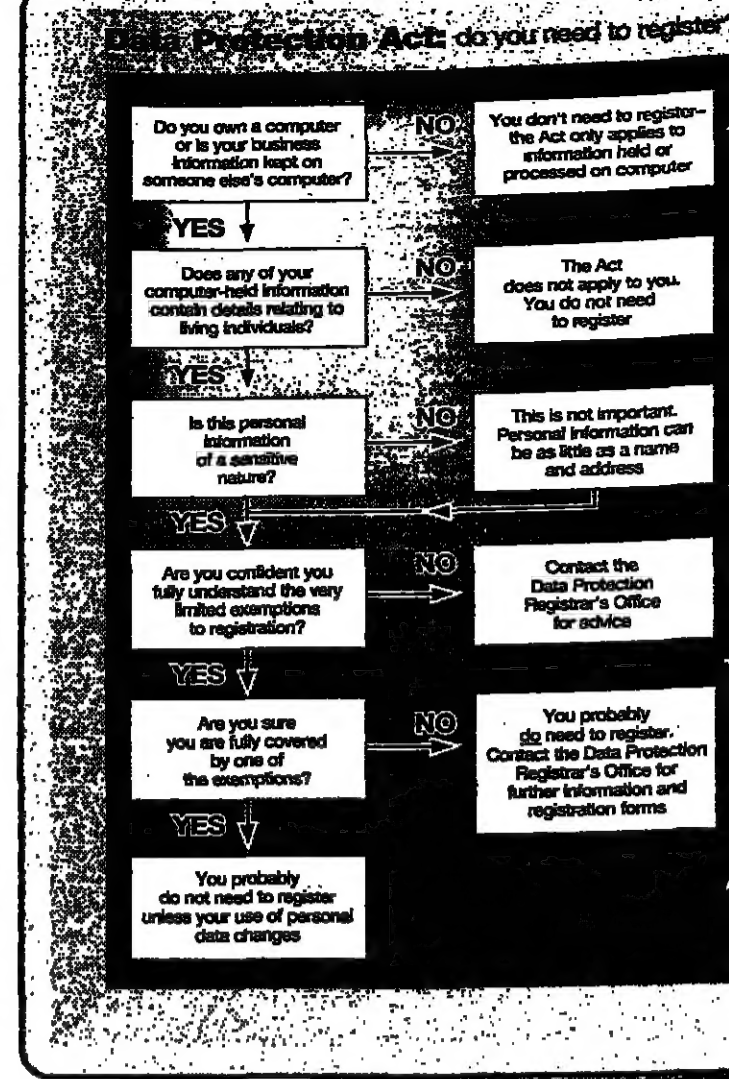 Data Protection Act: do you need to register
Do you own a computer
or is your business
information kept on
someone else's computer?
NO
You don't need to register–
the Act only applies to
information held or
processed on computer
YES
Does any of your
computer-held information
contain details relating to
living individuals?
NO
The Act
does not apply to you.
You do not need
to register
YES
Is this personal
information
of a sensitive
nature?
NO
This is not important.
Personal information can
be as little as a name
and address
YES
Are you confident you
fully understand the very
limited exemptions
to registration?
NO
Contact the
Data Protection
Registrar's Office
for advice
YES
Are you sure
you are fully covered
by one of
the exemptions?
NO
You probably
do need to register.
Contact the Data Protection
Registrar's Office for
further information and
registration forms
YES
You probably
do not need to register
unless your use of personal
data changes